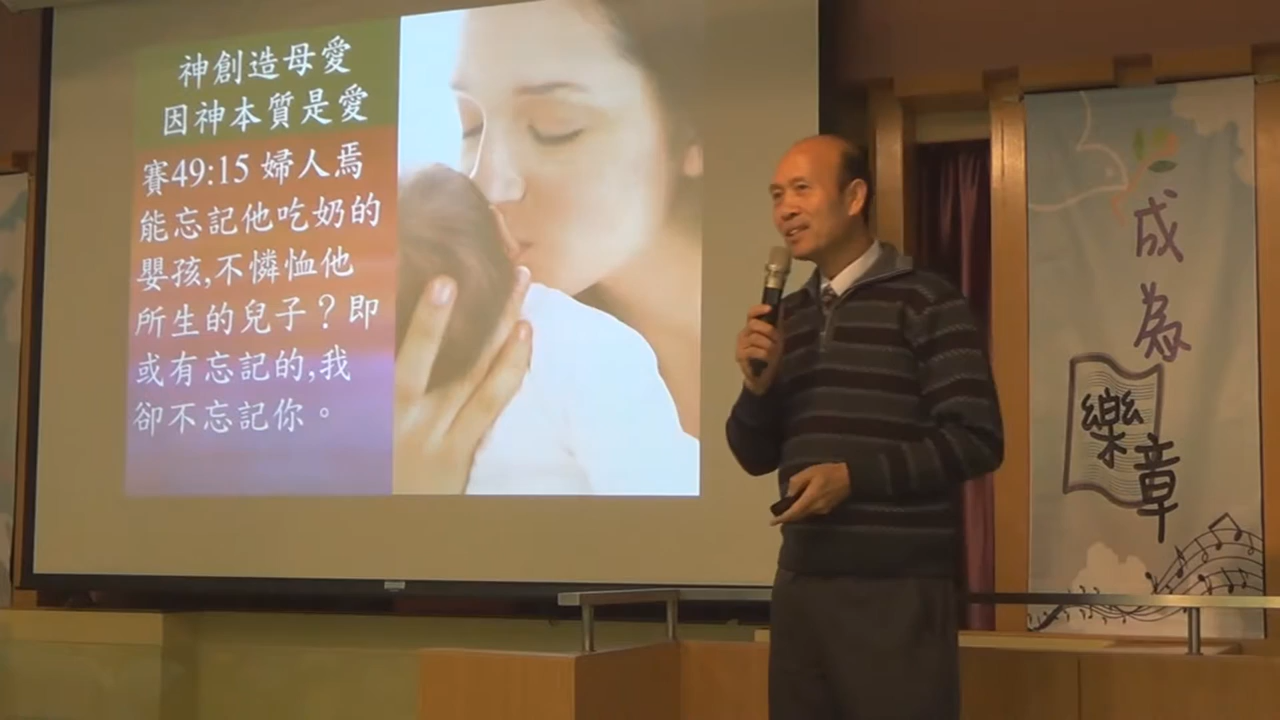 神創造母愛
因神本質是愛
賽49:15 婦人焉
能忘記他吃奶的
嬰孩,不憐恤他
所生的兒子？即
或有忘記的,我
卻不忘記你。
成為
樂章